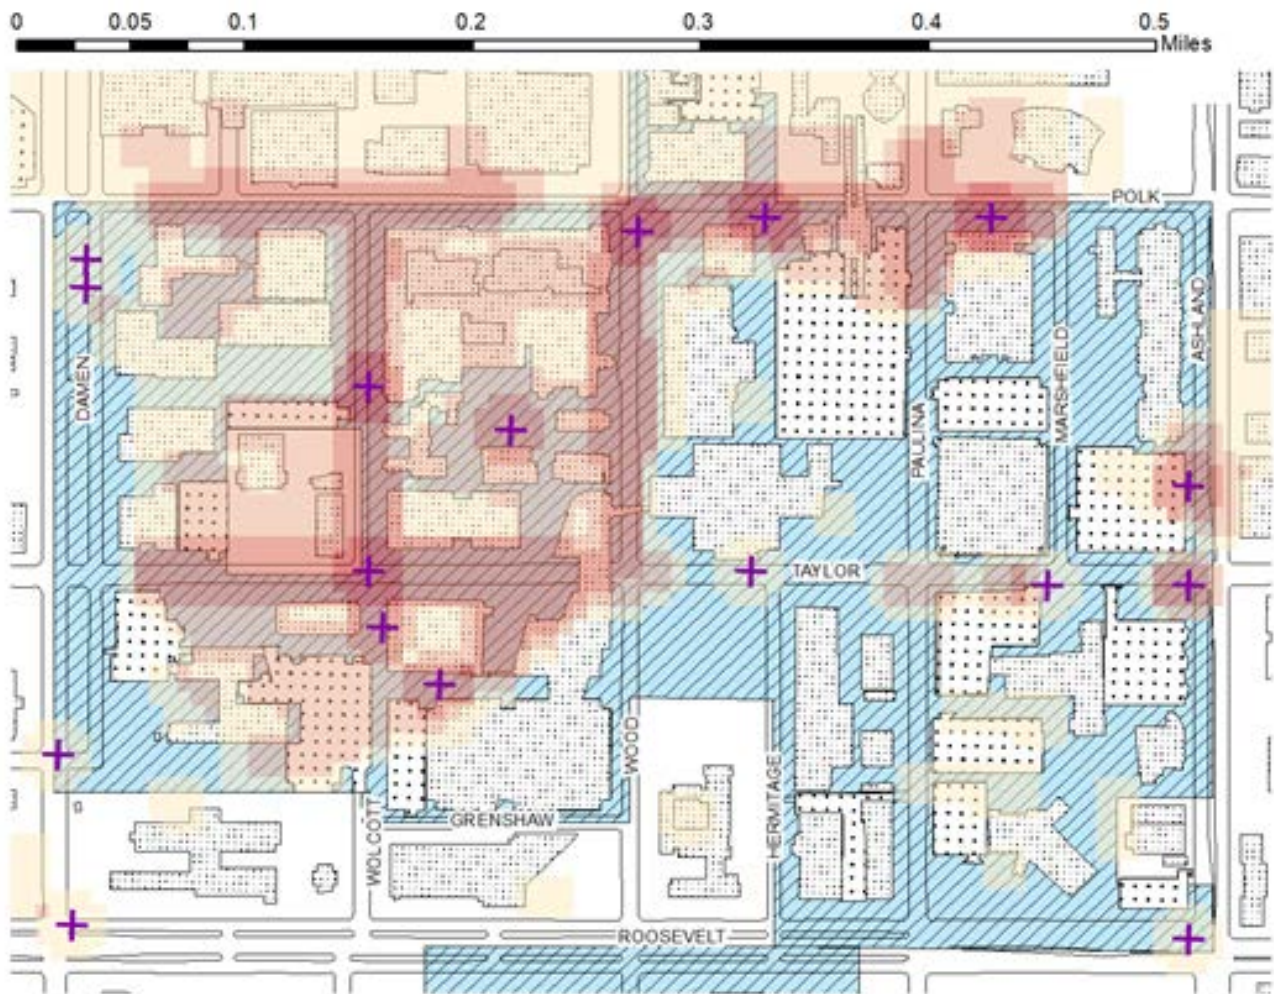 0 0.05 0.1 0.2 0.3 0.4 0.5
Miles
POLK
DAMEN
ASHLAND
MARSHFIELD
PAULINA
TAYLOR
WOOD
HERMITAGE
WOLCOTT
GRENSHAW
ROOSEVELT